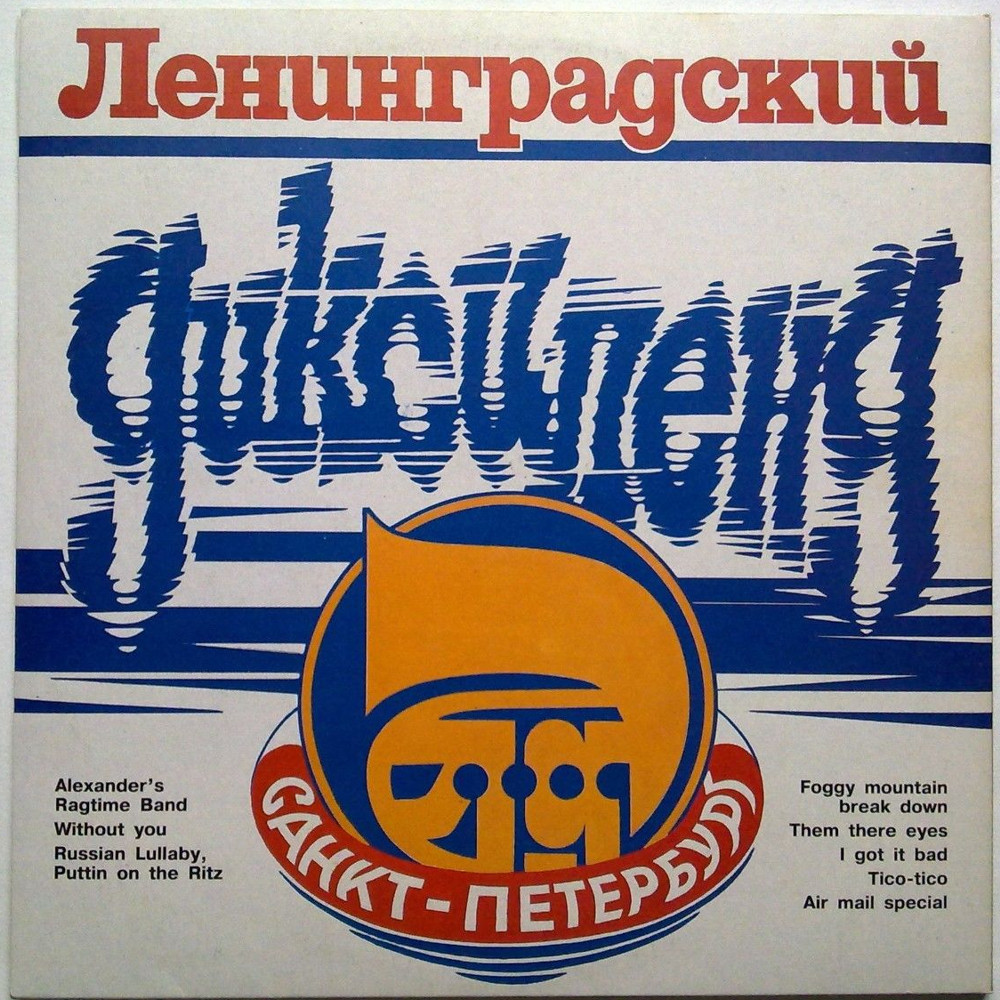 Ленинградский
диксиленд
САНКТ-ПЕТЕРБУРГ
Alexander's
Ragtime Band
Without you
Russian Lullaby,
Puttin on the Ritz
Foggy mountain
break down
Them there eyes
I got it bad
Tico-tico
Air mail special